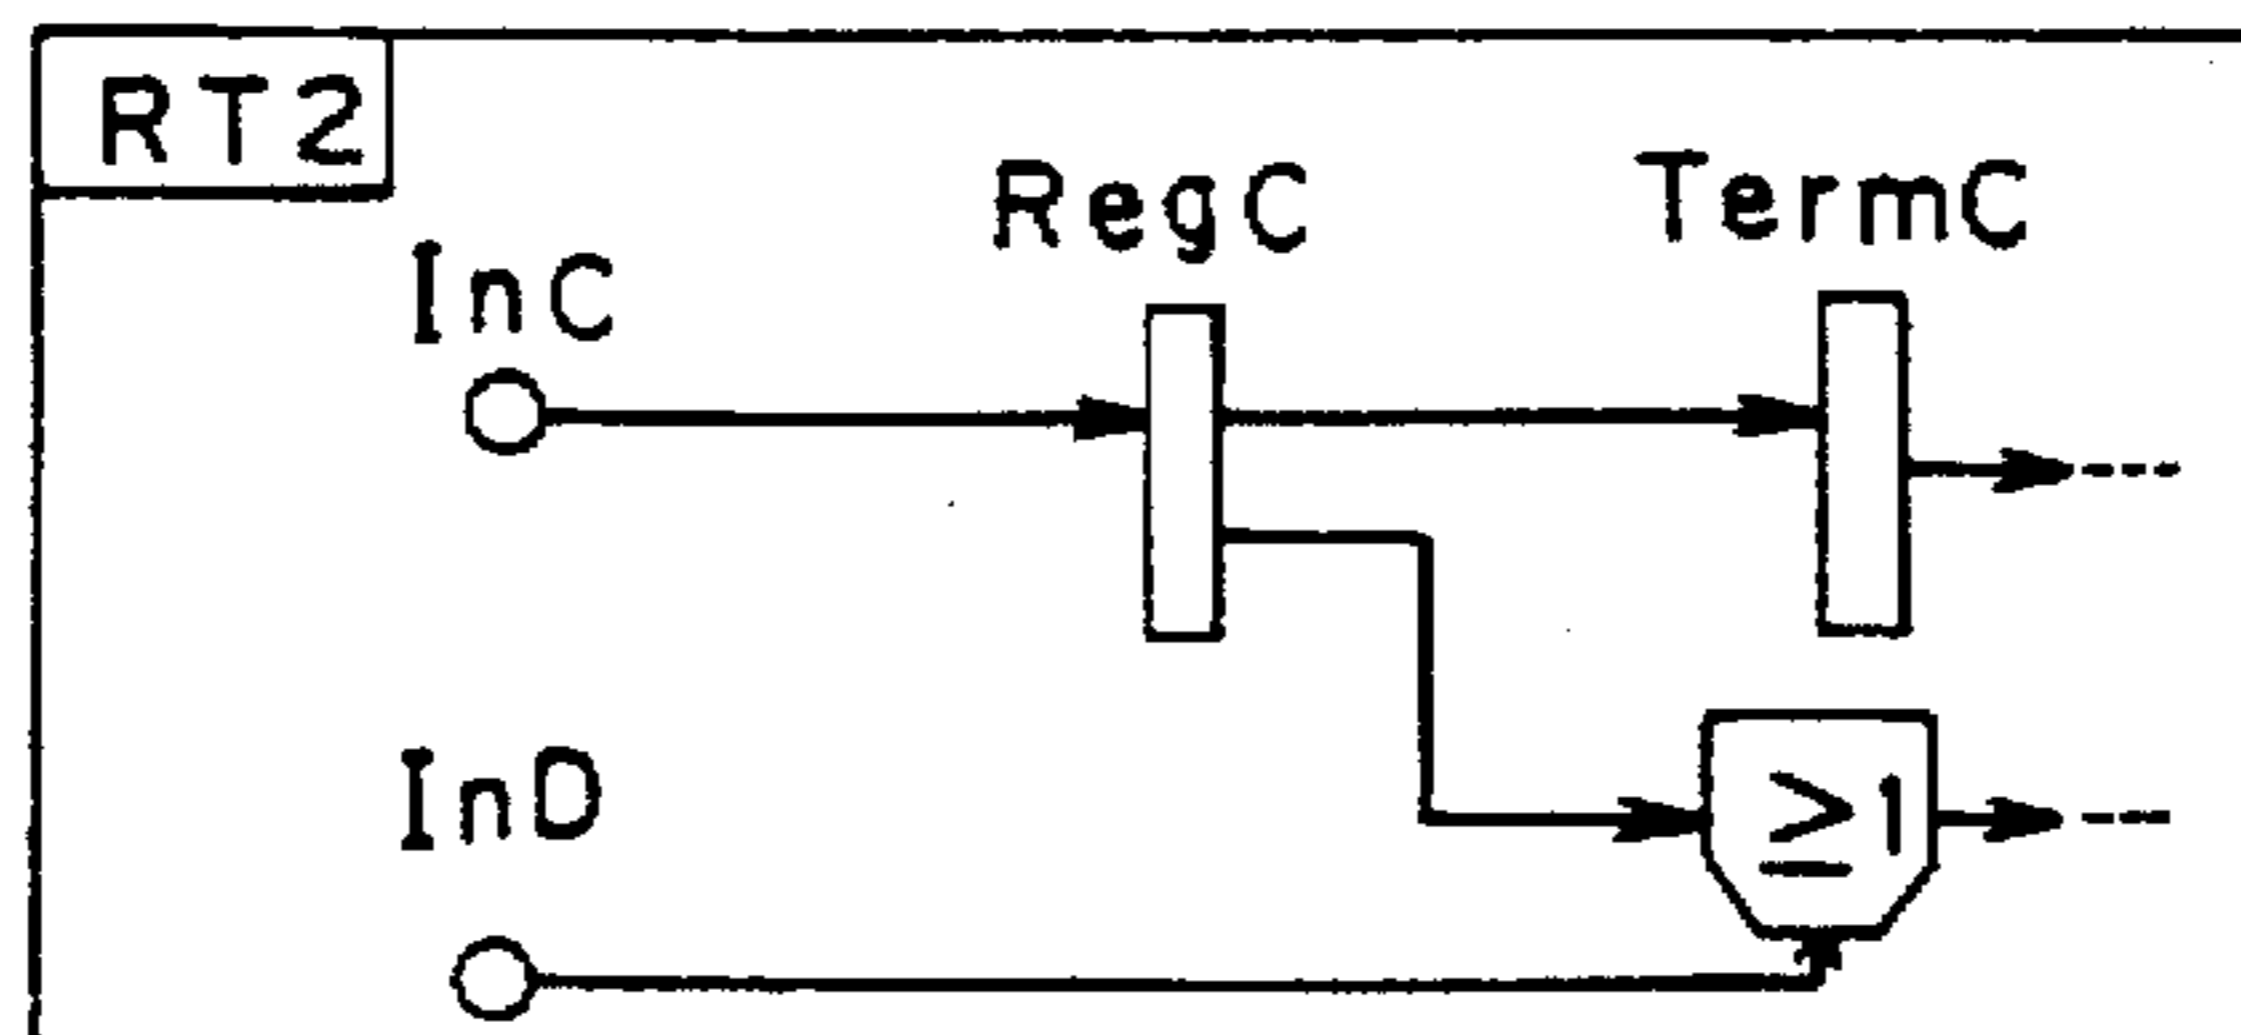 RT2
RegC
TermC
InC
InD
≥1